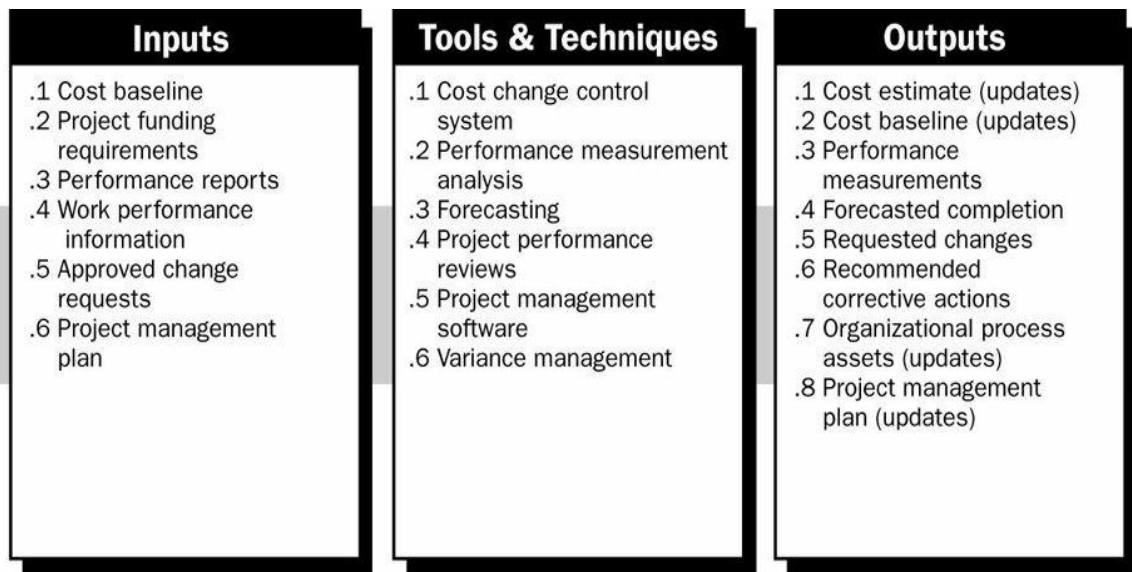 Inputs
.1 Cost baseline
.2 Project funding
requirements
.3 Performance reports
.4 Work performance
information
.5 Approved change
requests
.6 Project management
plan
Tools & Techniques
.1 Cost change control
system
.2 Performance measurement
analysis
.3 Forecasting
.4 Project performance
reviews
.5 Project management
software
.6 Variance management
Outputs
.1 Cost estimate (updates)
.2 Cost baseline (updates)
.3 Performance
measurements
.4 Forecasted completion
.5 Requested changes
.6 Recommended
corrective actions
.7 Organizational process
assets (updates)
.8 Project management
plan (updates)